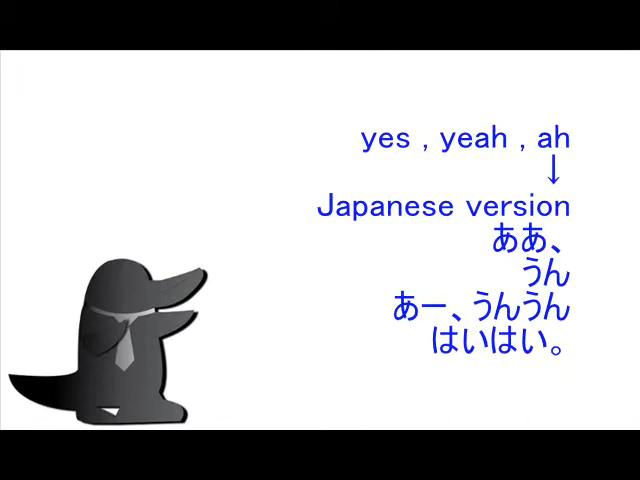 yes , yeah , ah
↓
Japanese version
ああ、
うん
あー、うんうん
はいはい。